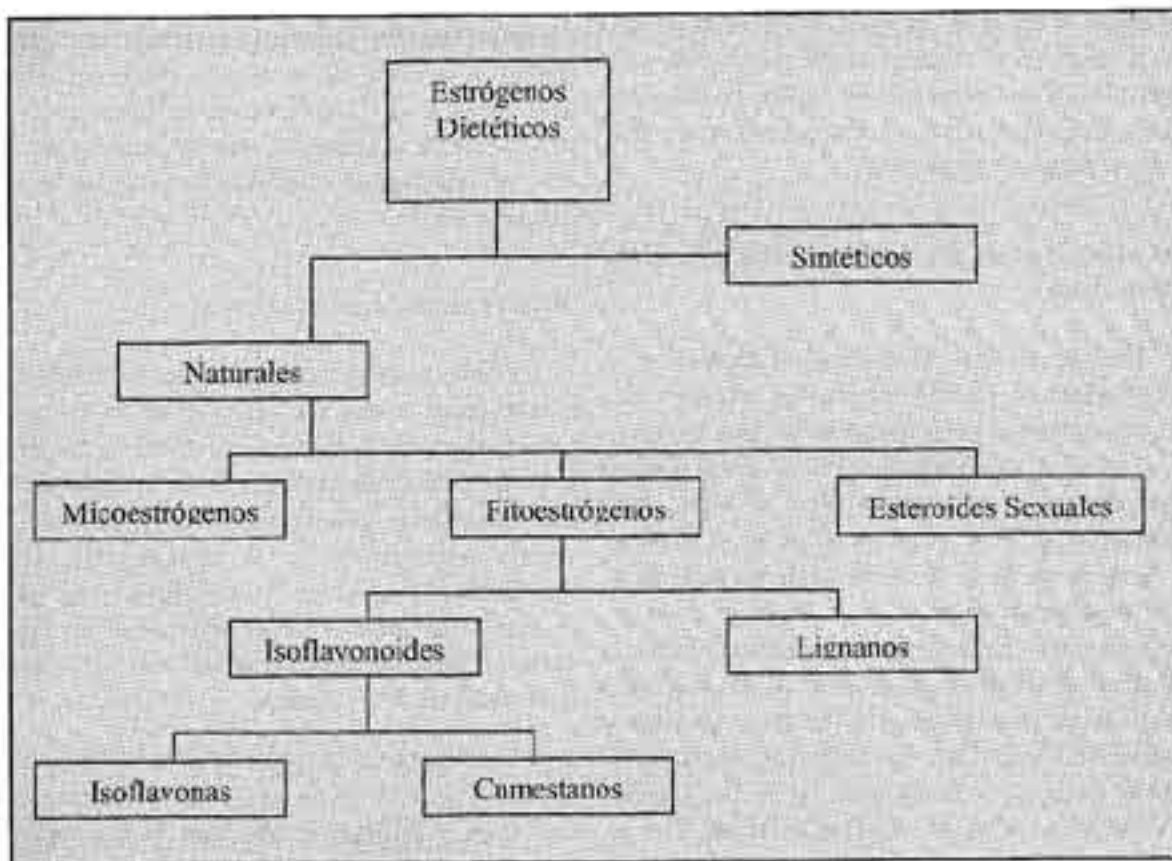 Estrógenos
Dietéticos
Sintéticos
Naturales
Micoestrógenos
Fitoestrógenos
Esteroides Sexuales
Isoflavonoides
Lignanos
Isoflavonas
Cumestanos